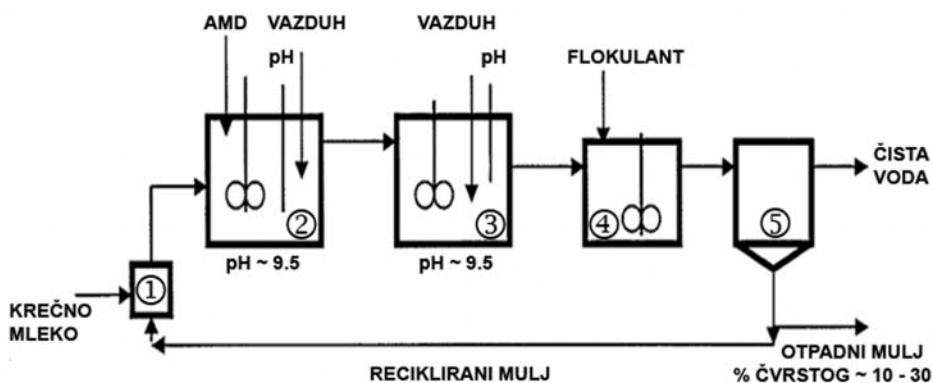 AMD
VAZDUH
pH
VAZDUH
pH
FLOKULANT
ČISTA
VODA
②
③
④
⑤
pH ~ 9.5
pH ~ 9.5
①
KREČNO
MLEKO
RECIKLIRANI MULJ
OTPADNI MULJ
% ČVRSTOG ~ 10 - 30